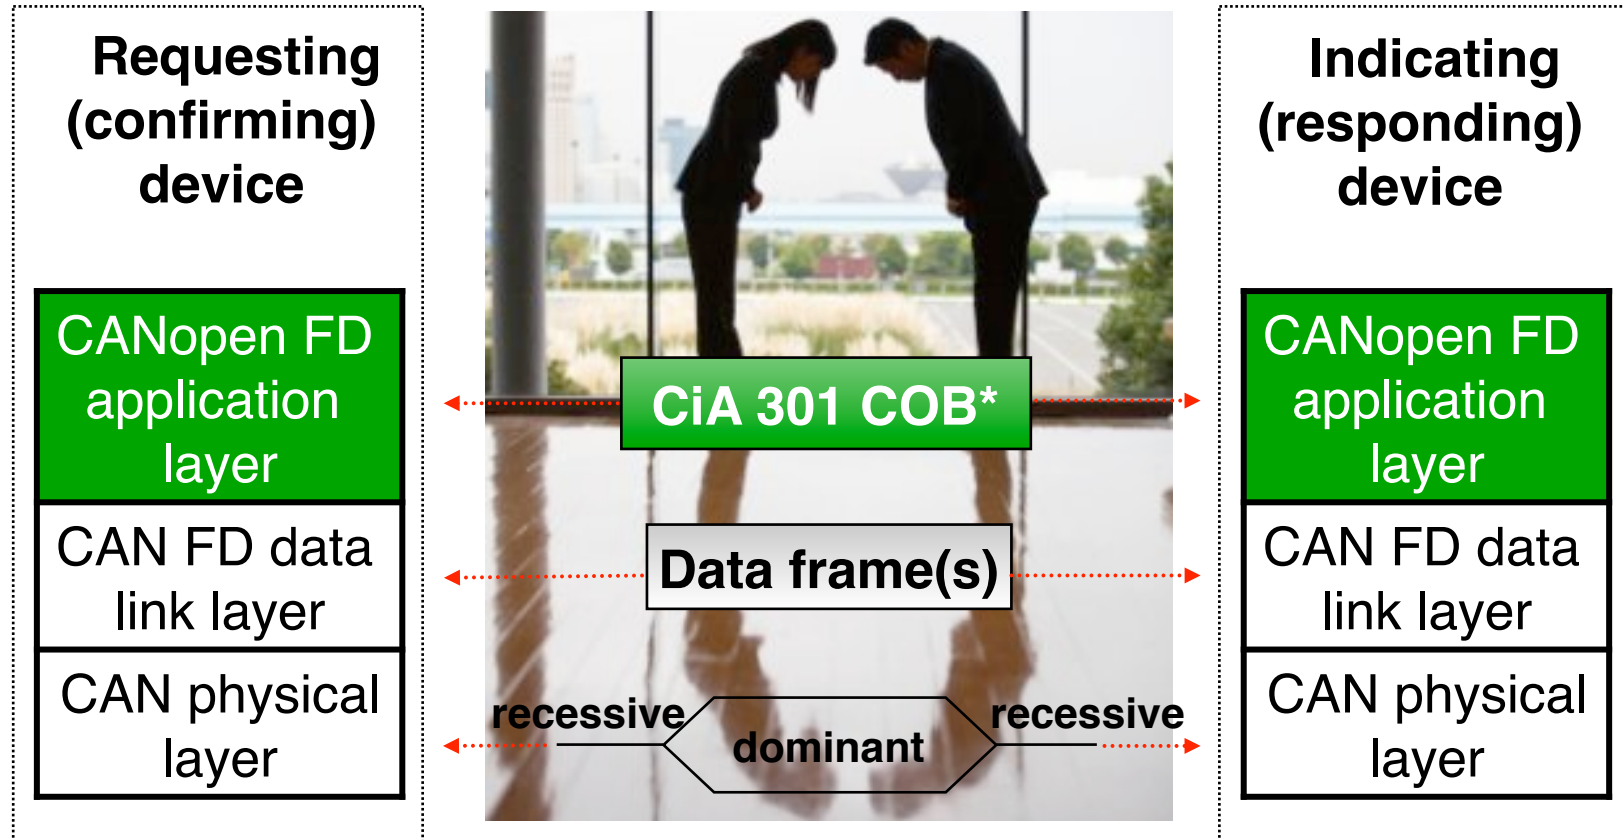 Requesting
(confirming)
device
CANopen FD
application
layer
CAN FD data
link layer
CAN physical
layer
CiA 301 COB*
Data frame(s)
recessive
dominant
recessive
Indicating
(responding)
device
CANopen FD
application
layer
CAN FD data
link layer
CAN physical
layer